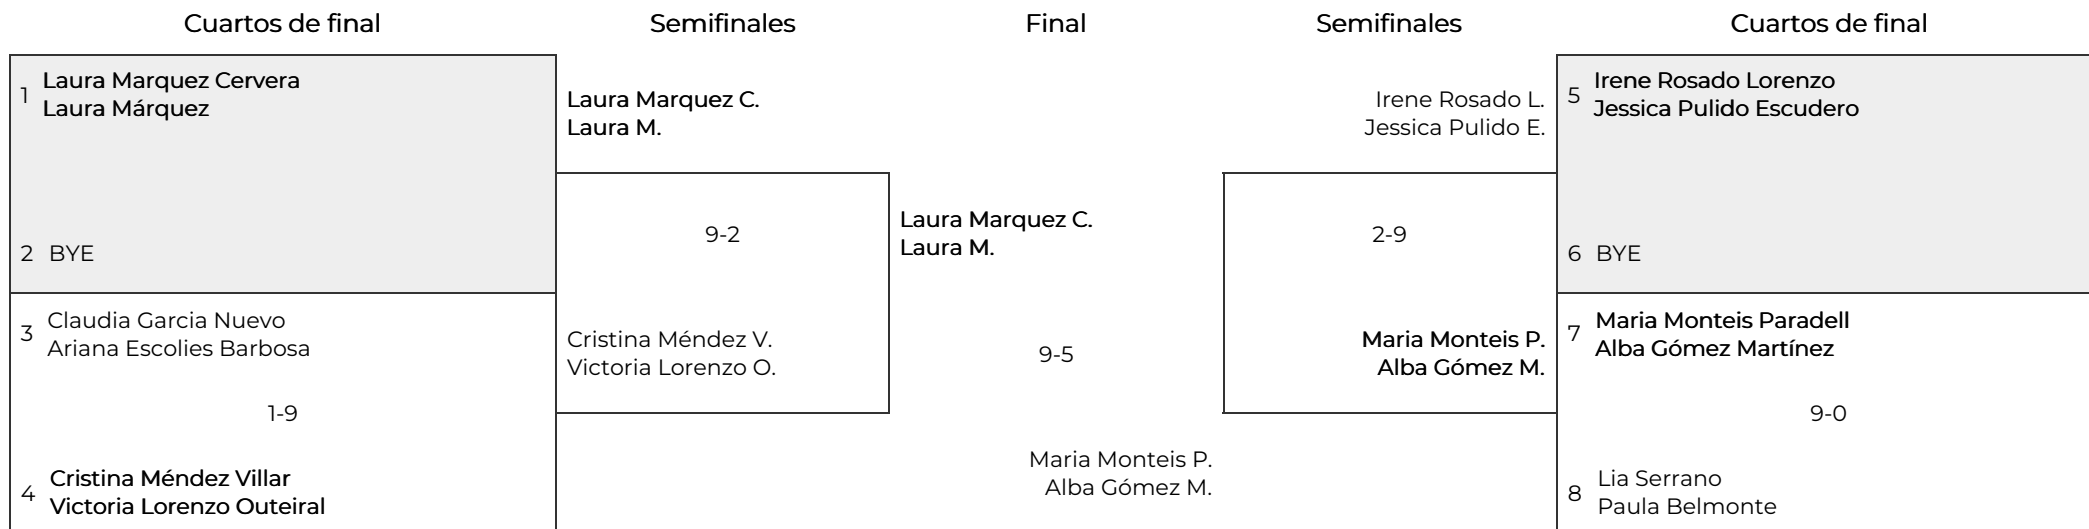 Cuartos de final
Semifinales
Final
Semifinales
Cuartos de final
1
Laura Marquez Cervera
Laura Márquez
2 BYE
3
Claudia Garcia Nuevo
Ariana Escolies Barbosa
1-9
4
Cristina Méndez Villar
Victoria Lorenzo Outeiral
Laura Marquez C.
Laura M.
9-2
Cristina Méndez V.
Victoria Lorenzo O.
Laura Marquez C.
Laura M.
9-5
Maria Monteis P.
Alba Gómez M.
Irene Rosado L.
Jessica Pulido E.
2-9
Maria Monteis P.
Alba Gómez M.
5
Irene Rosado Lorenzo
Jessica Pulido Escudero
6 BYE
7
Maria Monteis Paradell
Alba Gómez Martínez
9-0
8
Lia Serrano
Paula Belmonte